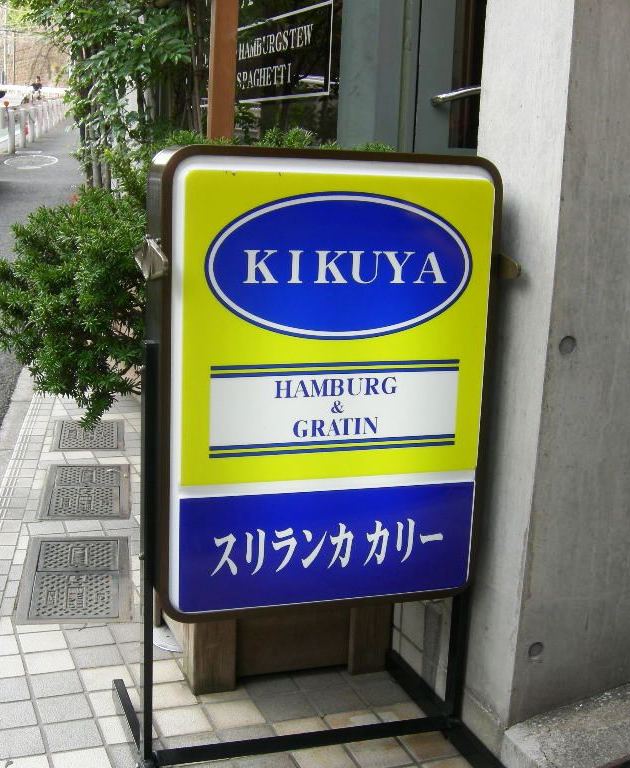 HAMBURGSTEW
SPAGHETTI
KIKUYA
HAMBURG
&
GRATIN
スリランカ カリー